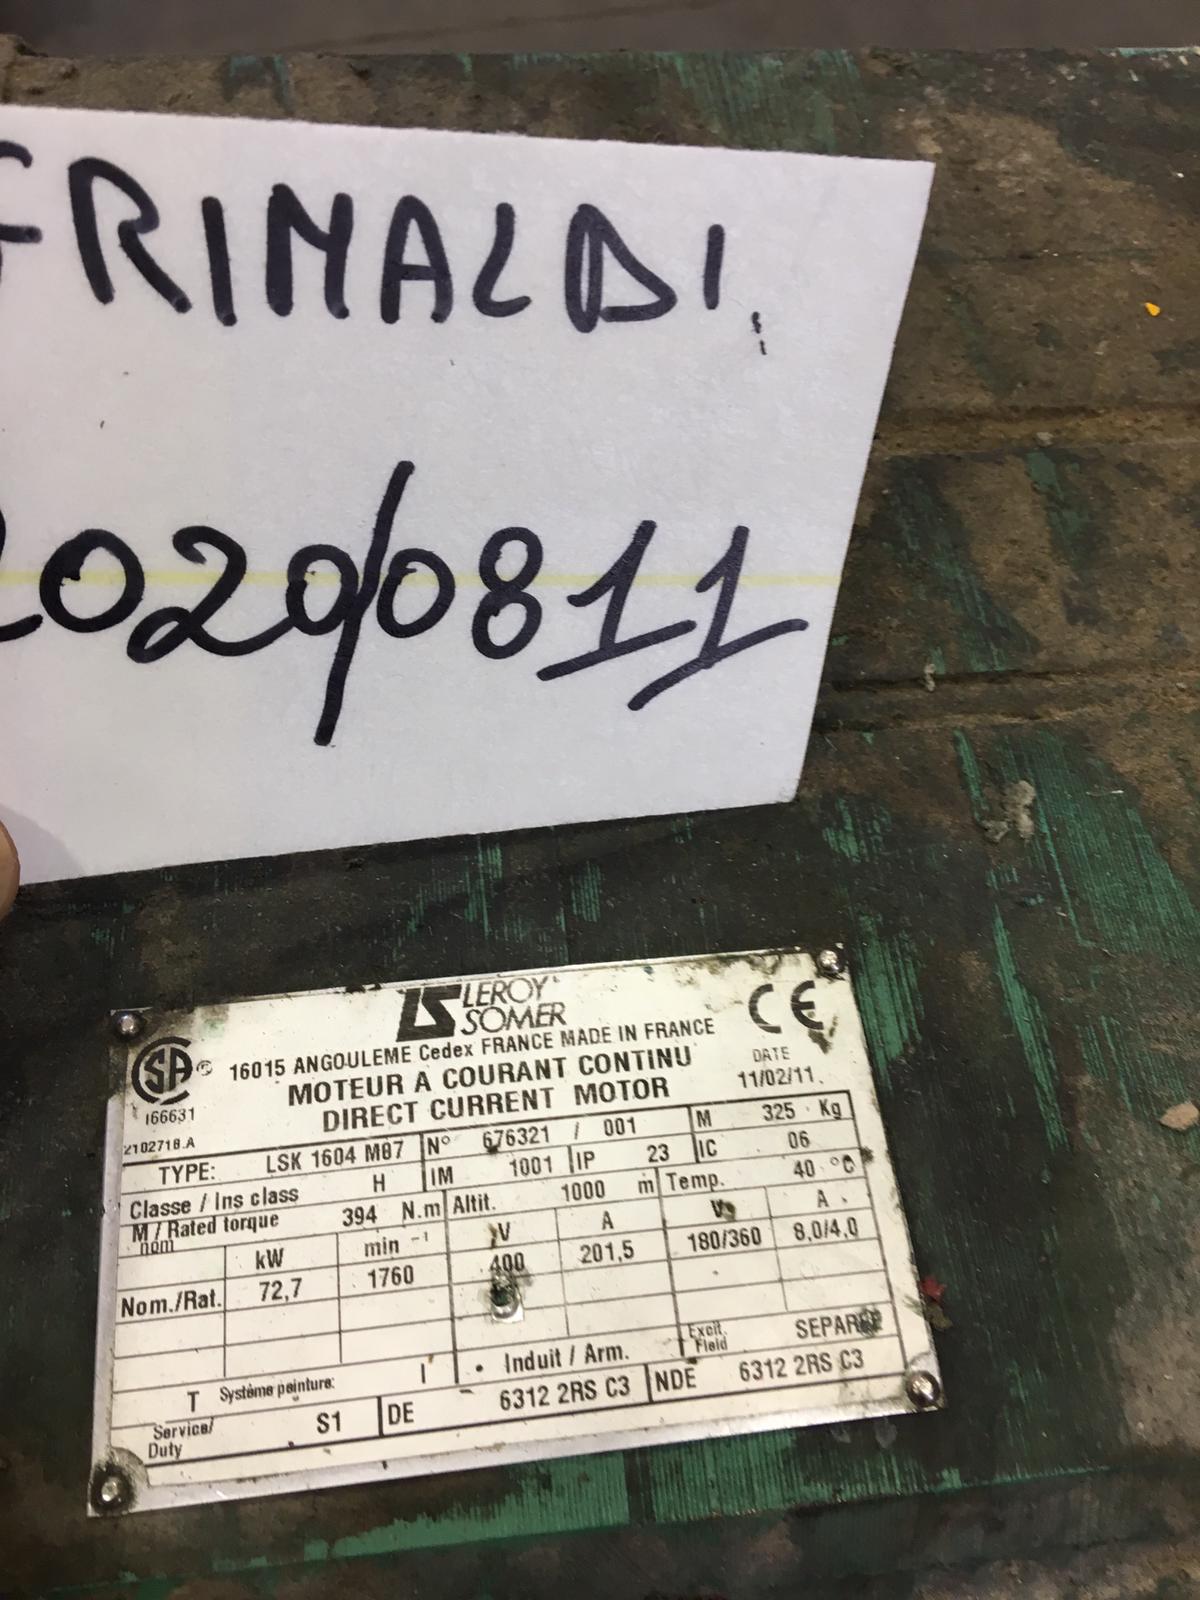 FRIMALDI
2020/0811
LEROY
SOMER
CE
SA
16015 ANGOULEME Cedex FRANCE MADE IN FRANCE
MOTEUR A COURANT CONTINU
DIRECT CURRENT MOTOR
DATE
11/02/11.
166631
2102718.A
TYPE: LSK 1604 M87 N° 676321 / 001 M 325 Kg
Classe / Ins class H IM 1001 IP 23 IC 06
M nom / Rated torque 394 N.m Altit. 1000 m Temp. 40 °C
kW min -1 V A V A
Nom./Rat. 72,7 1760 400 201,5 180/360 8,0/4,0
T Système peinture: I • Induit / Arm. Excit. Field SEPAREE
Service/ Duty S1 DE 6312 2RS C3 NDE 6312 2RS C3